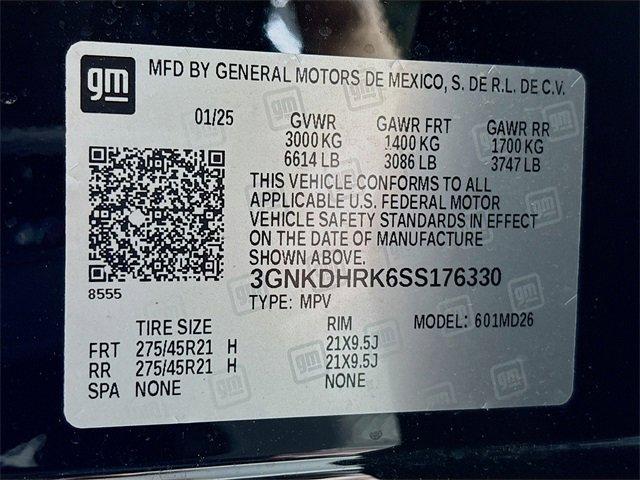 gm MFD BY GENERAL MOTORS DE MEXICO, S. DE R.L. DE C.V.
01/25 GVWR GAWR FRT GAWR RR
3000 KG 1400 KG 1700 KG
6614 LB 3086 LB 3747 LB
THIS VEHICLE CONFORMS TO ALL
APPLICABLE U.S. FEDERAL MOTOR
VEHICLE SAFETY STANDARDS IN EFFECT
ON THE DATE OF MANUFACTURE
SHOWN ABOVE.
3GNKDHRK6SS176330
8555 TYPE: MPV
TIRE SIZE RIM MODEL: 601MD26
FRT 275/45R21 H 21X9.5J
RR 275/45R21 H 21X9.5J
SPA NONE NONE